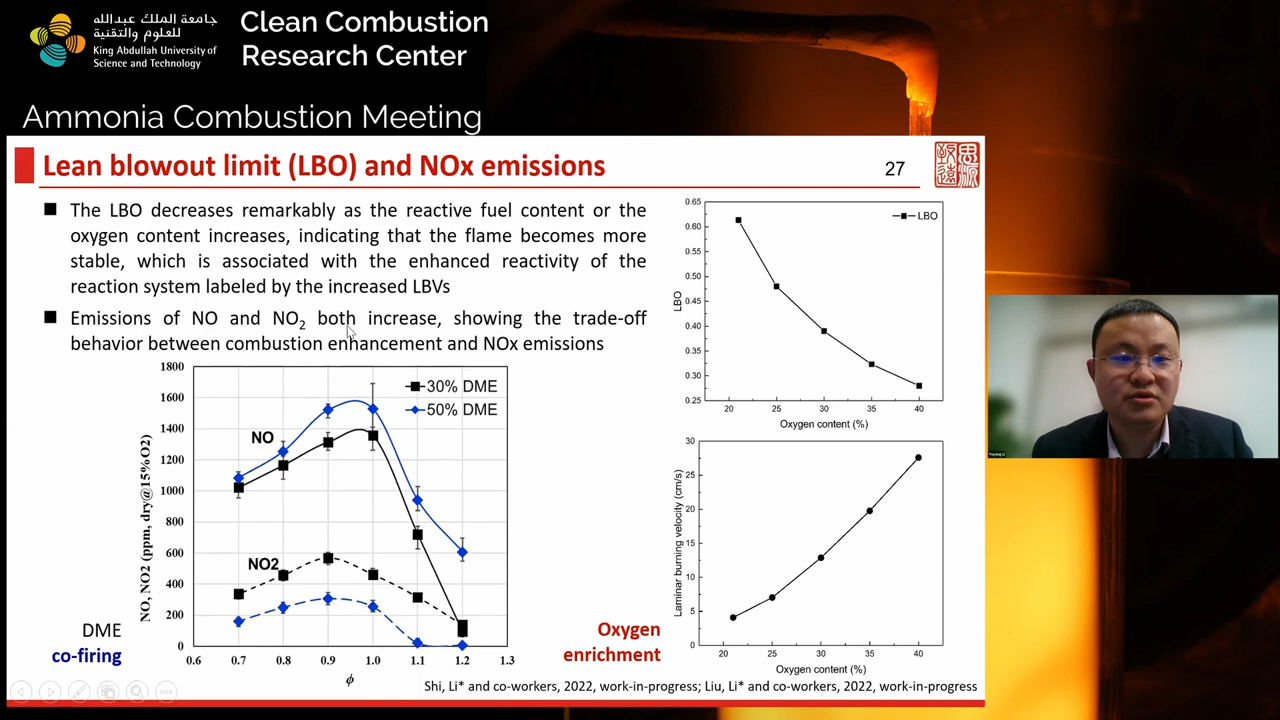 جامعة الملك عبدالله
للعلوم والتقنية
King Abdullah University of
Science and Technology
Clean Combustion
Research Center
Ammonia Combustion Meeting
Lean blowout limit (LBO) and NOx emissions
27
The LBO decreases remarkably as the reactive fuel content or the
oxygen content increases, indicating that the flame becomes more
stable, which is associated with the enhanced reactivity of the
reaction system labeled by the increased LBVs
Emissions of NO and NO2 both increase, showing the trade-off
behavior between combustion enhancement and NOx emissions
1800
1600
1400
1200
1000
800
600
400
200
0
0.6 0.7 0.8 0.9 1.0 1.1 1.2 1.3
ϕ
NO, NO2 (ppm, dry@15%O2)
30% DME
50% DME
NO
NO2
DME
co-firing
0.65
0.60
0.55
0.50
0.45
0.40
0.35
0.30
0.25
LBO
LBO
20 25 30 35 40
Oxygen content (%)
30
25
20
15
10
5
0
Laminar burning velocity (cm/s)
20 25 30 35 40
Oxygen content (%)
Oxygen
enrichment
Shi, Li* and co-workers, 2022, work-in-progress; Liu, Li* and co-workers, 2022, work-in-progress